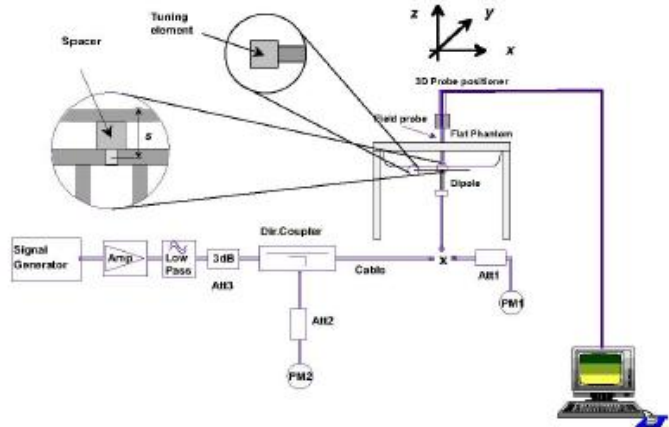 z
y
x
Tuning
element
Spacer
s
3D Probe positioner
Field probe
Flat Phantom
Dipole
Signal
Generator
Amp
Low
Pass
3dB
Att3
Dir.Coupler
Cable
x
Att1
PM1
Att2
PM2